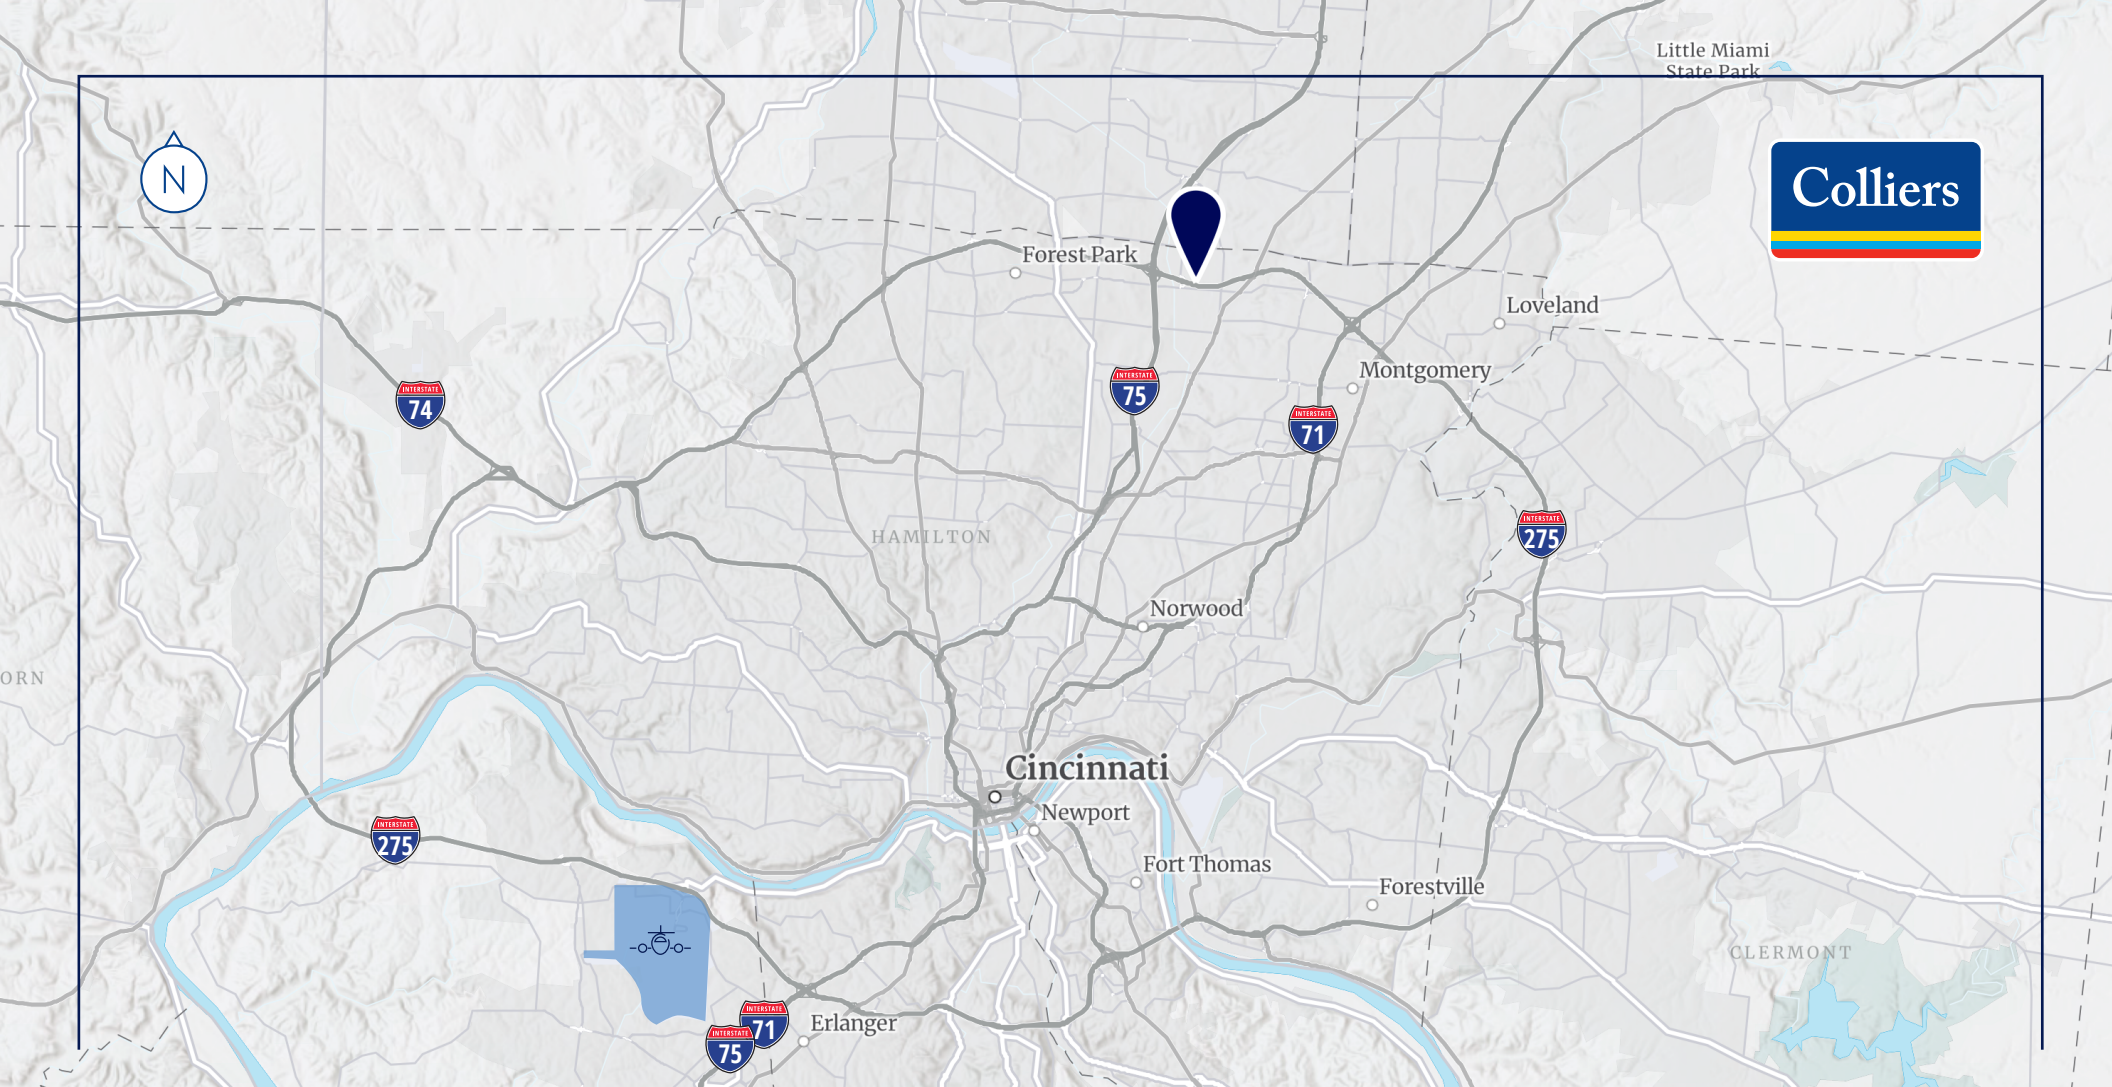 Little Miami
State Park
N
Colliers
Forest Park
Loveland
Montgomery
INTERSTATE
75
INTERSTATE
74
INTERSTATE
71
INTERSTATE
275
HAMILTON
Norwood
ORN
Cincinnati
Newport
INTERSTATE
275
Fort Thomas
Forestville
CLERMONT
INTERSTATE
71
INTERSTATE
75
Erlanger